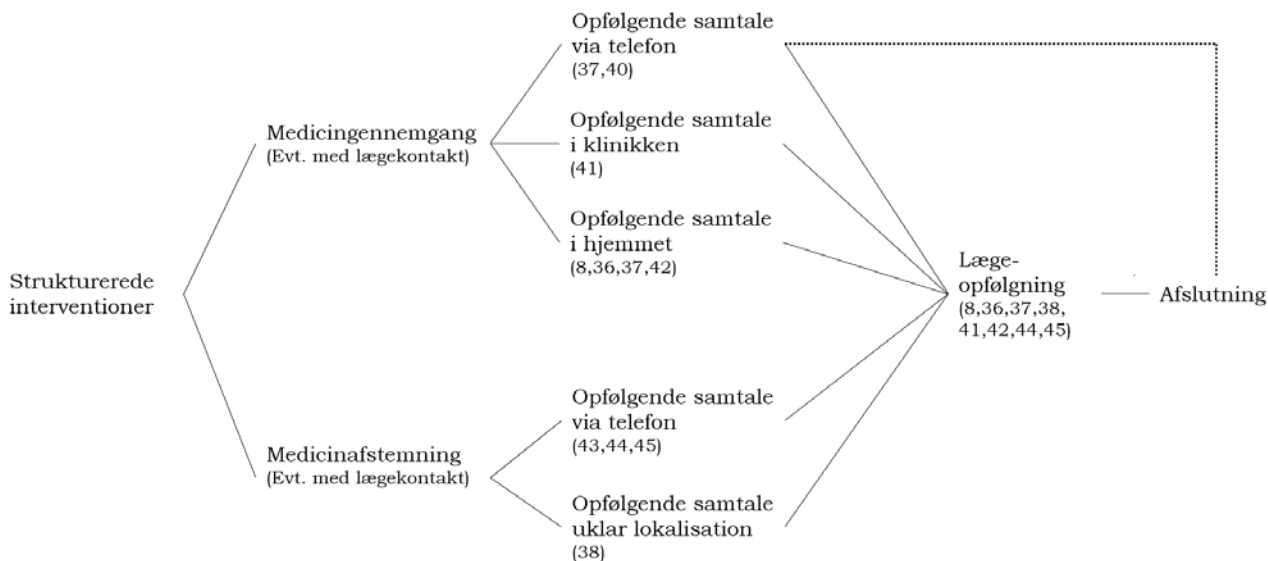 Strukturerede
interventioner
Medicingennemgang
(Evt. med lægekontakt)
Medicinafstemning
(Evt. med lægekontakt)
Opfølgende samtale
via telefon
(37,40)
Opfølgende samtale
i klinikken
(41)
Opfølgende samtale
i hjemmet
(8,36,37,42)
Opfølgende samtale
via telefon
(43,44,45)
Opfølgende samtale
uklar lokalisation
(38)
Læge-
opfølgning
(8,36,37,38,
41,42,44,45)
Afslutning